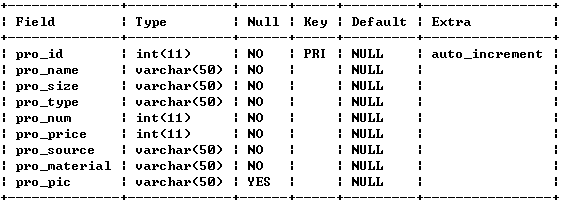 +--------------+-------------+------+-----+---------+----------------+
¦ Field        ¦ Type        ¦ Null ¦ Key ¦ Default ¦ Extra          ¦
+--------------+-------------+------+-----+---------+----------------+
¦ pro_id       ¦ int(11)     ¦ NO   ¦ PRI ¦ NULL    ¦ auto_increment ¦
¦ pro_name     ¦ varchar(50) ¦ NO   ¦     ¦ NULL    ¦                ¦
¦ pro_size     ¦ varchar(50) ¦ NO   ¦     ¦ NULL    ¦                ¦
¦ pro_type     ¦ varchar(50) ¦ NO   ¦     ¦ NULL    ¦                ¦
¦ pro_num      ¦ int(11)     ¦ NO   ¦     ¦ NULL    ¦                ¦
¦ pro_price    ¦ int(11)     ¦ NO   ¦     ¦ NULL    ¦                ¦
¦ pro_source   ¦ varchar(50) ¦ NO   ¦     ¦ NULL    ¦                ¦
¦ pro_material ¦ varchar(50) ¦ NO   ¦     ¦ NULL    ¦                ¦
¦ pro_pic      ¦ varchar(50) ¦ YES  ¦     ¦ NULL    ¦                ¦
+--------------+-------------+------+-----+---------+----------------+